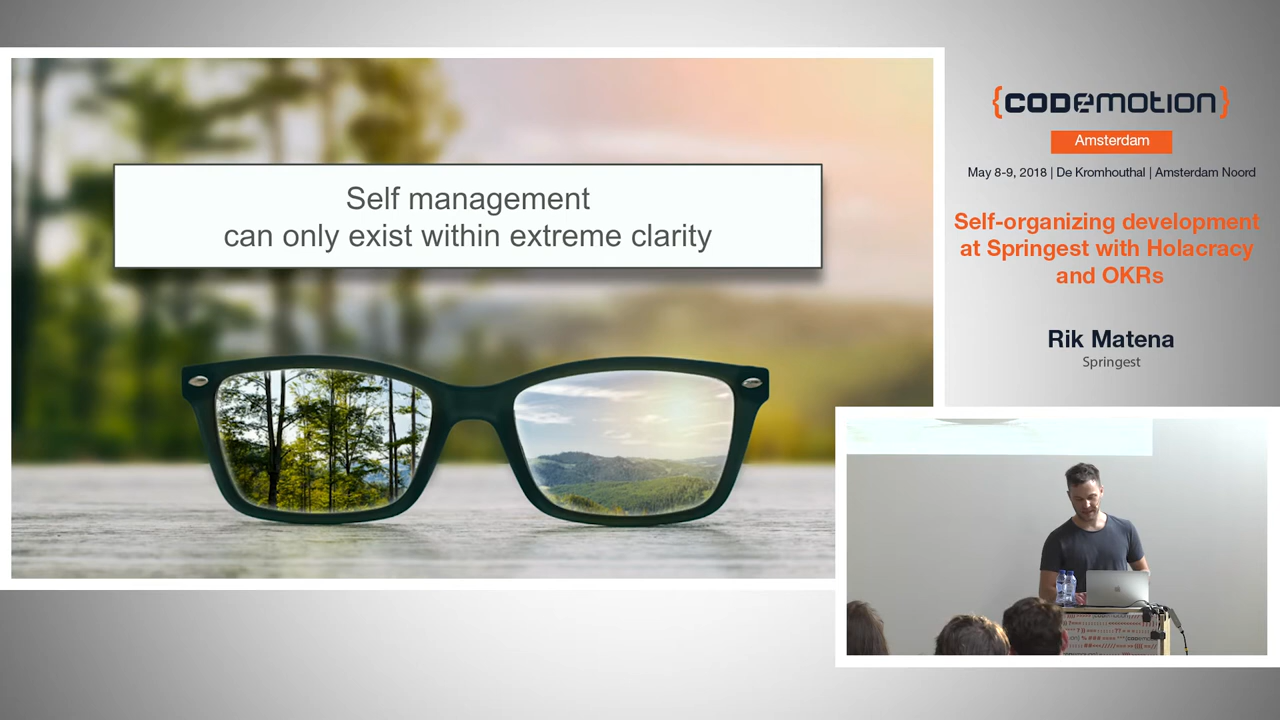 Self management
can only exist within extreme clarity
{CODEMOTION}
Amsterdam
May 8-9, 2018 | De Kromhouthal | Amsterdam Noord
Self-organizing development
at Springest with Holacracy
and OKRs
Rik Matena
Springest